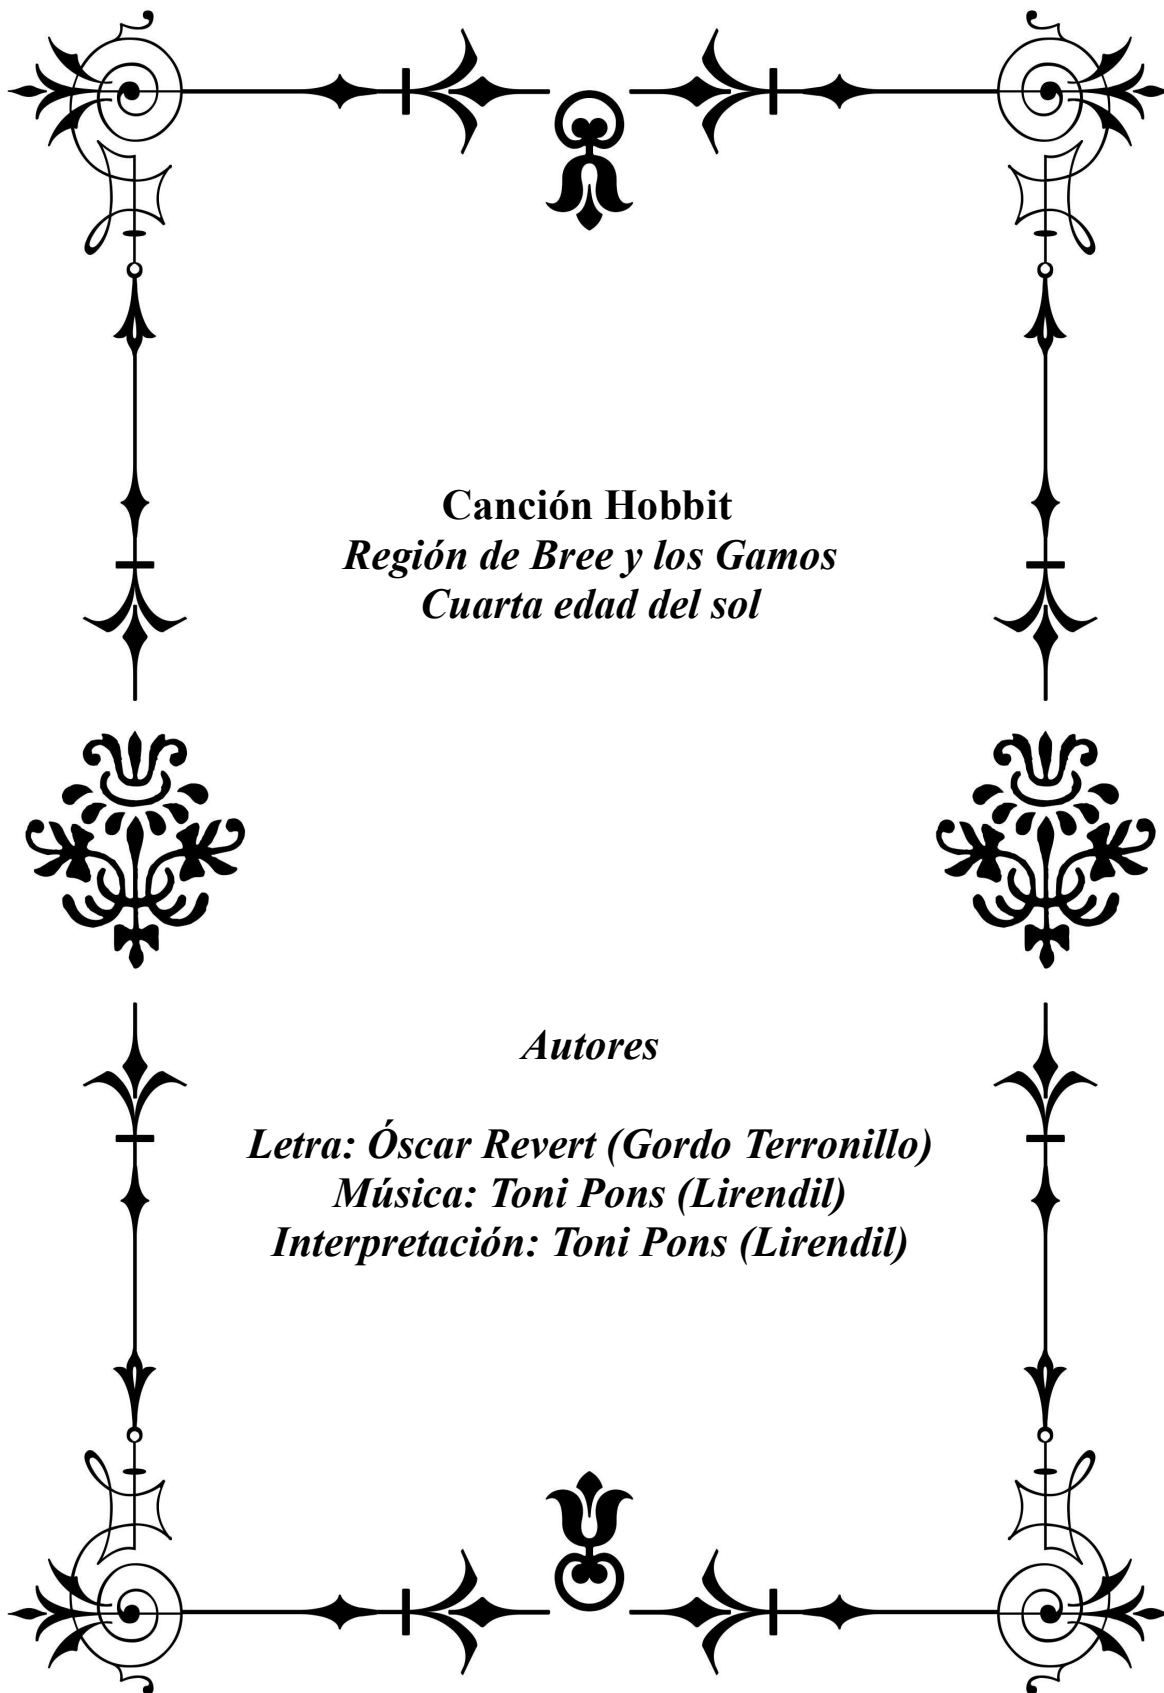 Canción Hobbit
Región de Bree y los Gamos
Cuarta edad del sol
Autores
Letra: Óscar Revert (Gordo Terronillo)
Música: Toni Pons (Lirendil)
Interpretación: Toni Pons (Lirendil)